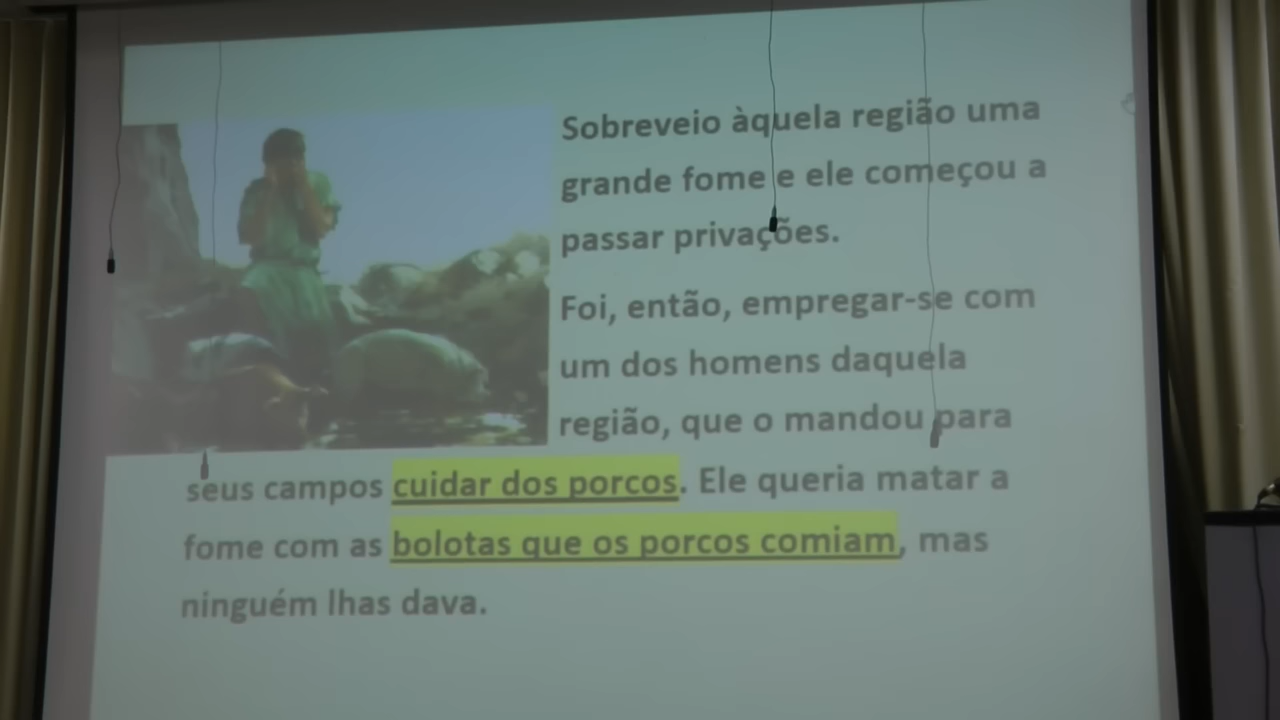 Sobreveio àquela região uma
grande fome e ele começou a
passar privações.
Foi, então, empregar-se com
um dos homens daquela
região, que o mandou para
seus campos cuidar dos porcos. Ele queria matar a
fome com as bolotas que os porcos comiam, mas
ninguém lhas dava.